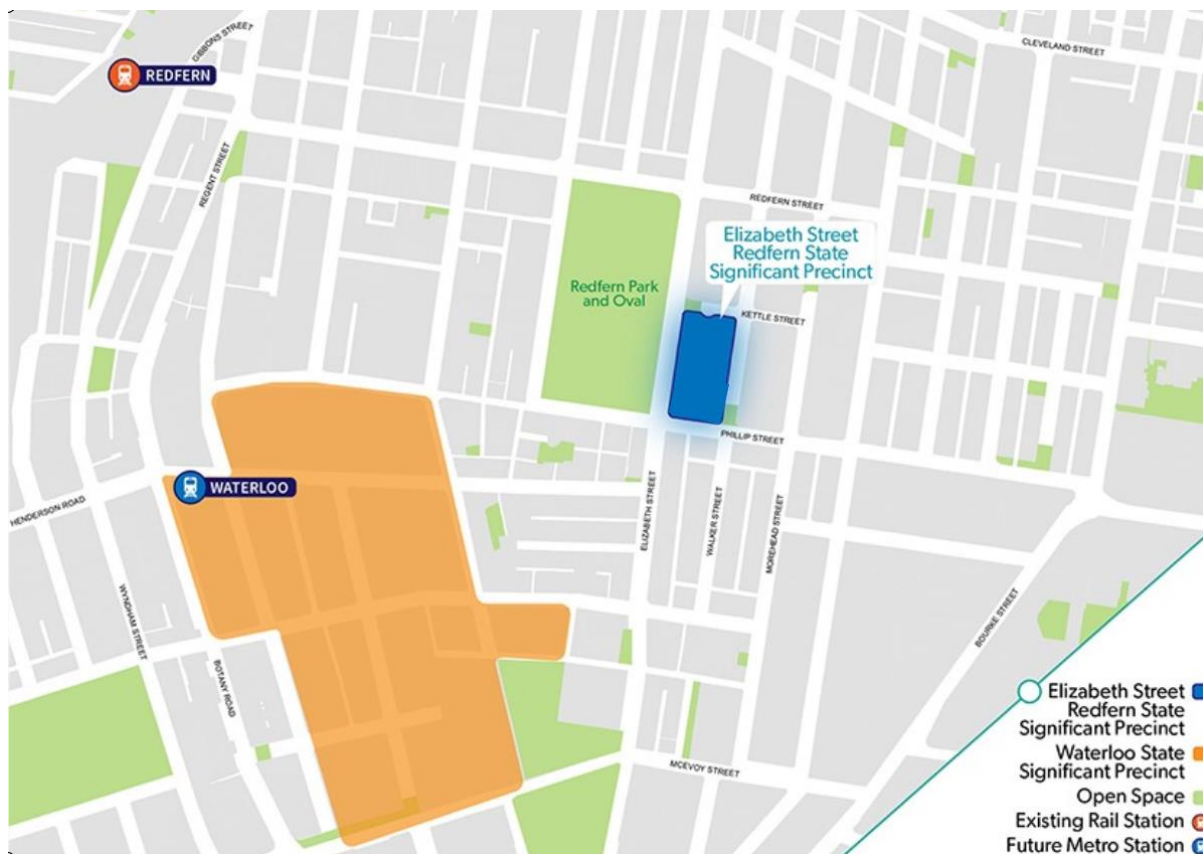 GIBBONS STREET
CLEVELAND STREET
REDFERN
REGENT STREET
REDFERN STREET
Elizabeth Street
Redfern State
Significant Precinct
Redfern Park
and Oval
KETTLE STREET
PHILLIP STREET
WATERLOO
HENDERSON ROAD
ELIZABETH STREET
WALKER STREET
MOREHEAD STREET
WYNDHAM STREET
BOTANY ROAD
BOURKE STREET
MCEVOY STREET
Elizabeth Street
Redfern State
Significant Precinct
Waterloo State
Significant Precinct
Open Space
Existing Rail Station
Future Metro Station